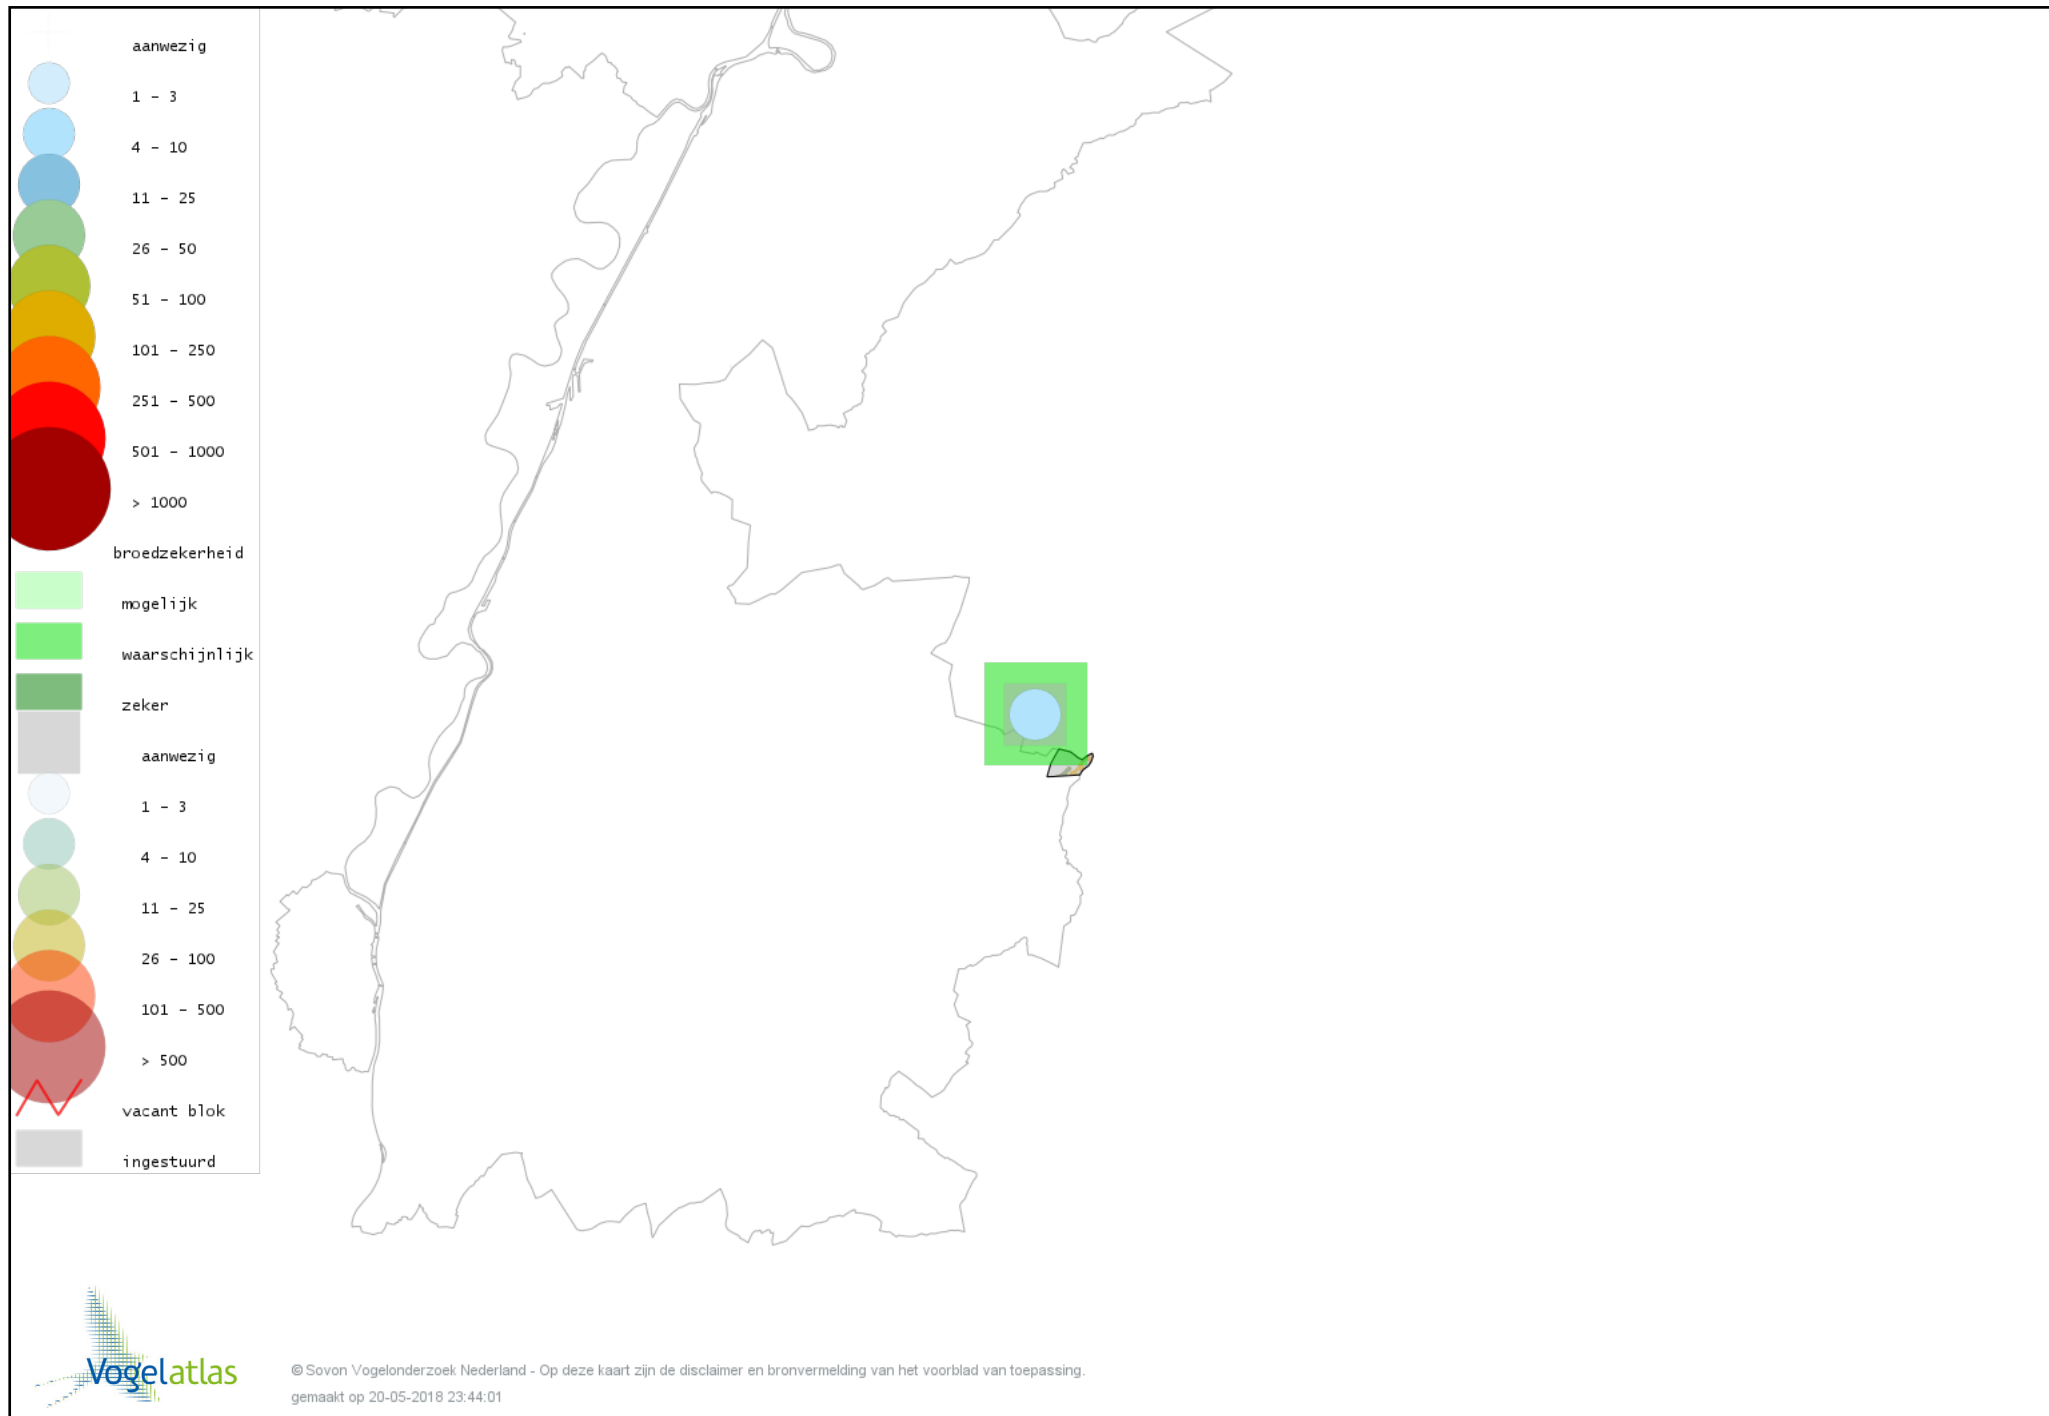 aanwezig
1 - 3
4 - 10
11 - 25
26 - 50
51 - 100
101 - 250
251 - 500
501 - 1000
> 1000
broedzekerheid
mogelijk
waarschijnlijk
zeker
aanwezig
1 - 3
4 - 10
11 - 25
26 - 100
101 - 500
> 500
vacant blok
ingestuurd
Vogelatlas
© Sovon Vogelonderzoek Nederland - Op deze kaart zijn de disclaimer en bronvermelding van het voorblad van toepassing.
gemaakt op 20-05-2018 23:44:01